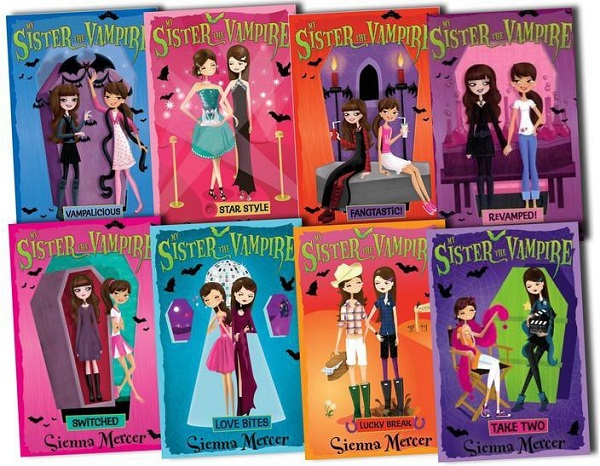 MY
SISTER THE VAMPIRE
VAMPALICIOUS
MY
SISTER THE VAMPIRE
STAR STYLE
MY
SISTER THE VAMPIRE
FANGTASTIC!
MY
SISTER THE VAMPIRE
REVAMPED!
MY
SISTER THE VAMPIRE
SWITCHED
Sienna Mercer
MY
SISTER THE VAMPIRE
LOVE BITES
Sienna Mercer
MY
SISTER THE VAMPIRE
LUCKY BREAK
Sienna Mercer
MY
SISTER THE VAMPIRE
TAKE TWO
Sienna Mercer